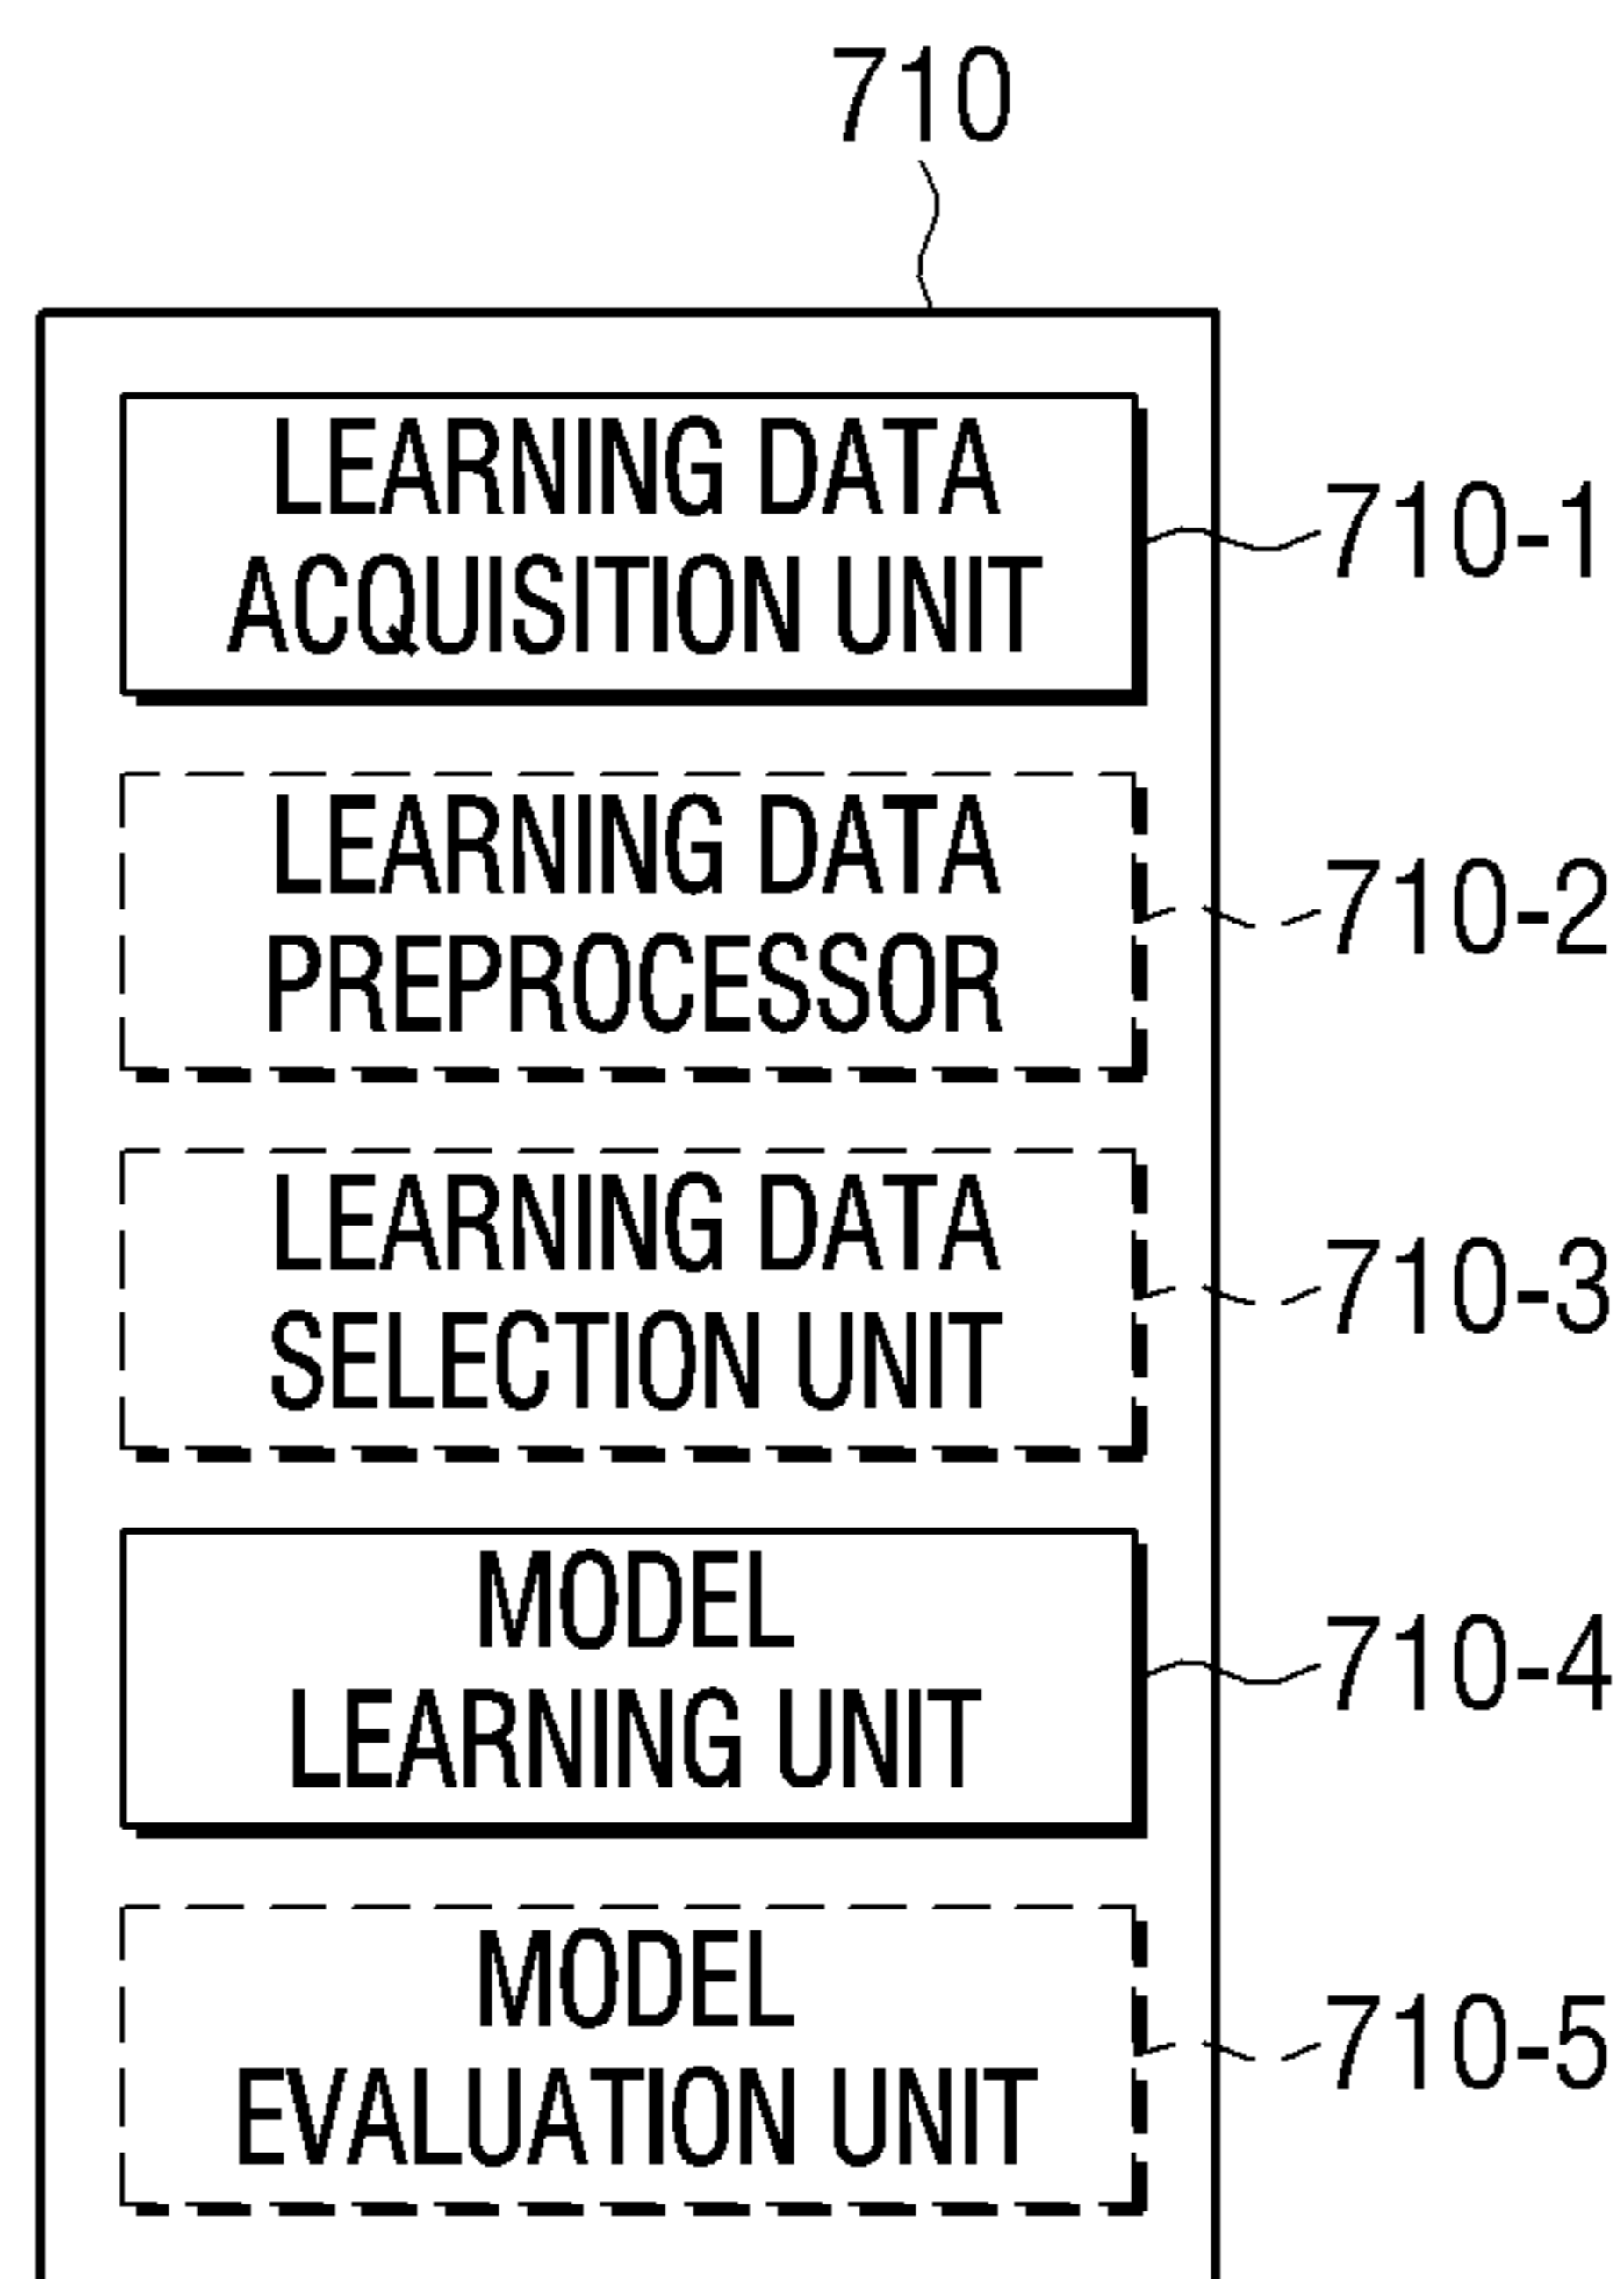 710
LEARNING DATA
ACQUISITION UNIT
710-1
LEARNING DATA
PREPROCESSOR
710-2
LEARNING DATA
SELECTION UNIT
710-3
MODEL
LEARNING UNIT
710-4
MODEL
EVALUATION UNIT
710-5